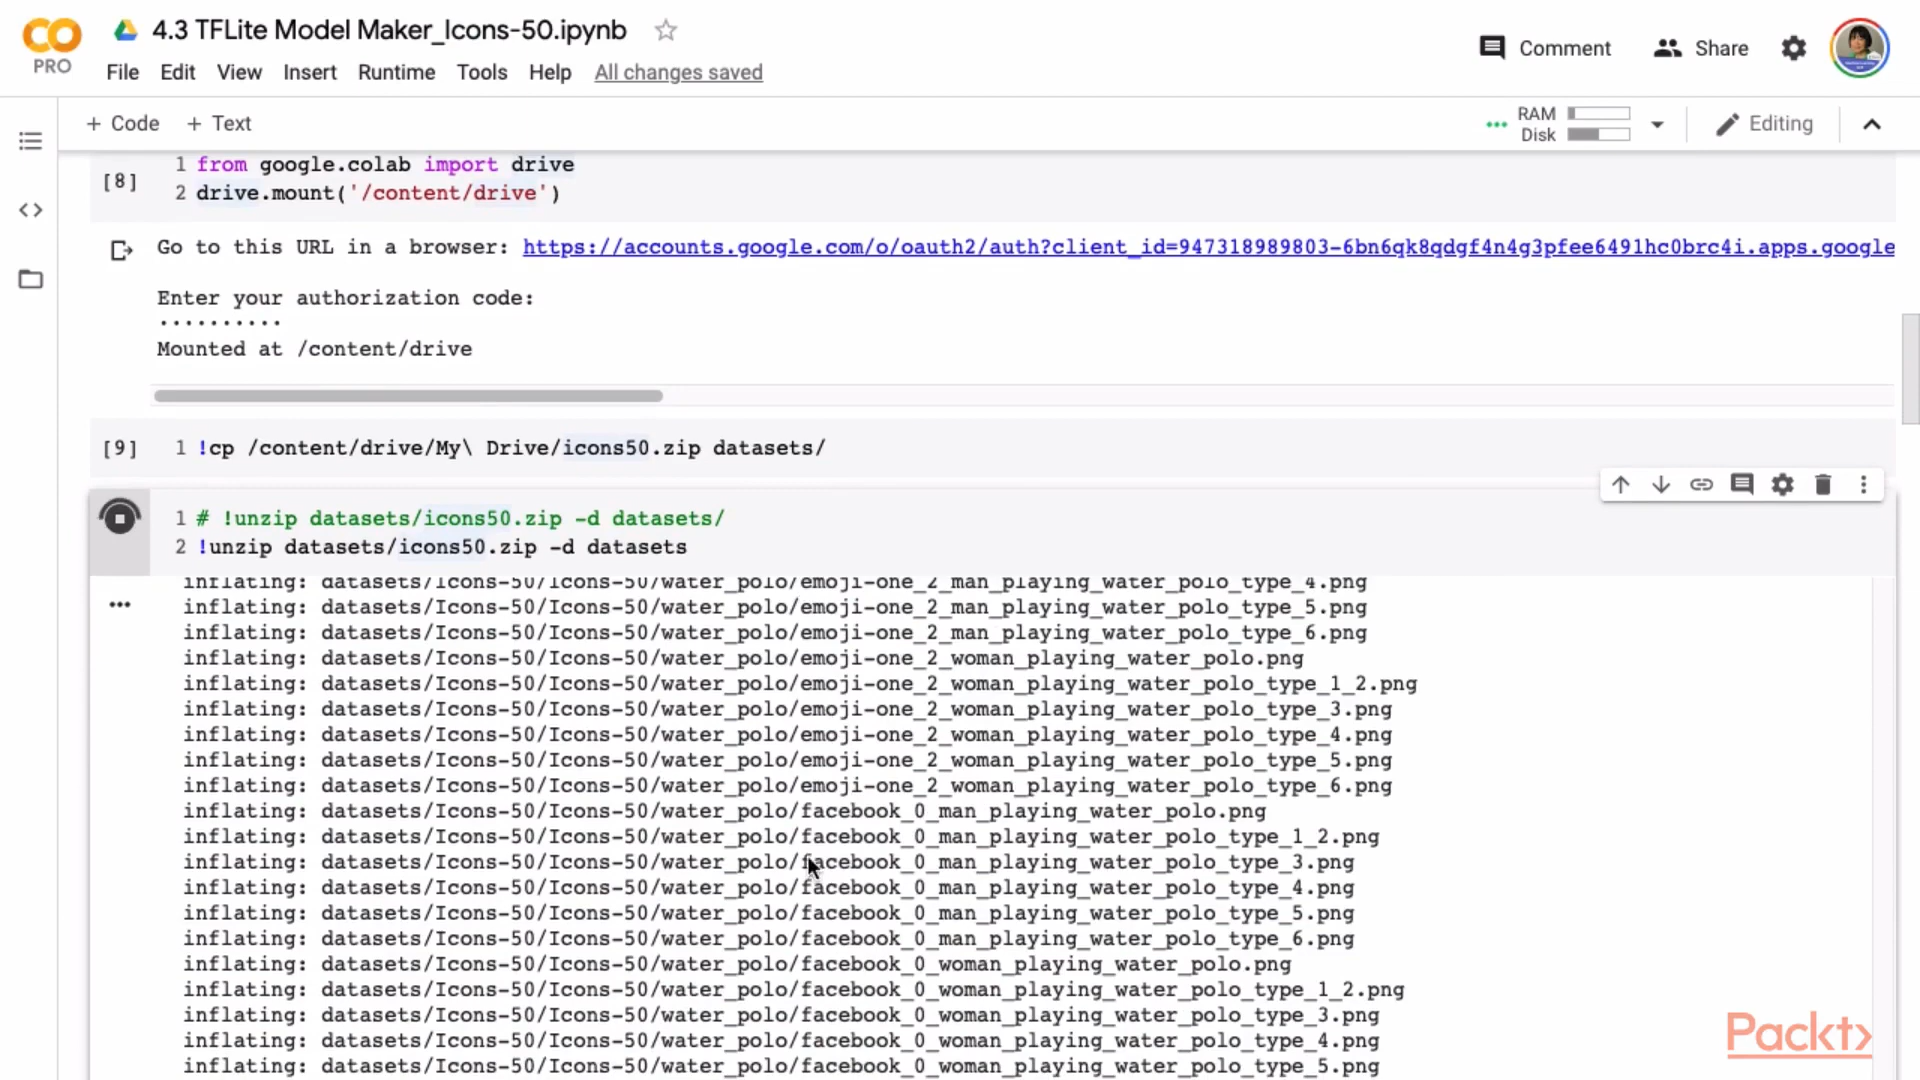 4.3 TFLite Model Maker_Icons-50.ipynb
PRO
Comment
Share
File Edit View Insert Runtime Tools Help All changes saved
+ Code + Text
RAM
Disk
Editing
[8]
1 from google.colab import drive
2 drive.mount('/content/drive')
Go to this URL in a browser: https://accounts.google.com/o/oauth2/auth?client_id=947318989803-6bn6qk8qdgf4n4g3pfee6491hc0brc4i.apps.google
Enter your authorization code:
··········
Mounted at /content/drive
[9] 1 !cp /content/drive/My\ Drive/icons50.zip datasets/
1 # !unzip datasets/icons50.zip -d datasets/
2 !unzip datasets/icons50.zip -d datasets
inflating: datasets/Icons-50/Icons-50/water_polo/emoji-one_2_man_playing_water_polo_type_4.png
inflating: datasets/Icons-50/Icons-50/water_polo/emoji-one_2_man_playing_water_polo_type_5.png
inflating: datasets/Icons-50/Icons-50/water_polo/emoji-one_2_man_playing_water_polo_type_6.png
inflating: datasets/Icons-50/Icons-50/water_polo/emoji-one_2_woman_playing_water_polo.png
inflating: datasets/Icons-50/Icons-50/water_polo/emoji-one_2_woman_playing_water_polo_type_1_2.png
inflating: datasets/Icons-50/Icons-50/water_polo/emoji-one_2_woman_playing_water_polo_type_3.png
inflating: datasets/Icons-50/Icons-50/water_polo/emoji-one_2_woman_playing_water_polo_type_4.png
inflating: datasets/Icons-50/Icons-50/water_polo/emoji-one_2_woman_playing_water_polo_type_5.png
inflating: datasets/Icons-50/Icons-50/water_polo/emoji-one_2_woman_playing_water_polo_type_6.png
inflating: datasets/Icons-50/Icons-50/water_polo/facebook_0_man_playing_water_polo.png
inflating: datasets/Icons-50/Icons-50/water_polo/facebook_0_man_playing_water_polo_type_1_2.png
inflating: datasets/Icons-50/Icons-50/water_polo/facebook_0_man_playing_water_polo_type_3.png
inflating: datasets/Icons-50/Icons-50/water_polo/facebook_0_man_playing_water_polo_type_4.png
inflating: datasets/Icons-50/Icons-50/water_polo/facebook_0_man_playing_water_polo_type_5.png
inflating: datasets/Icons-50/Icons-50/water_polo/facebook_0_man_playing_water_polo_type_6.png
inflating: datasets/Icons-50/Icons-50/water_polo/facebook_0_woman_playing_water_polo.png
inflating: datasets/Icons-50/Icons-50/water_polo/facebook_0_woman_playing_water_polo_type_1_2.png
inflating: datasets/Icons-50/Icons-50/water_polo/facebook_0_woman_playing_water_polo_type_3.png
inflating: datasets/Icons-50/Icons-50/water_polo/facebook_0_woman_playing_water_polo_type_4.png
inflating: datasets/Icons-50/Icons-50/water_polo/facebook_0_woman_playing_water_polo_type_5.png
Packt